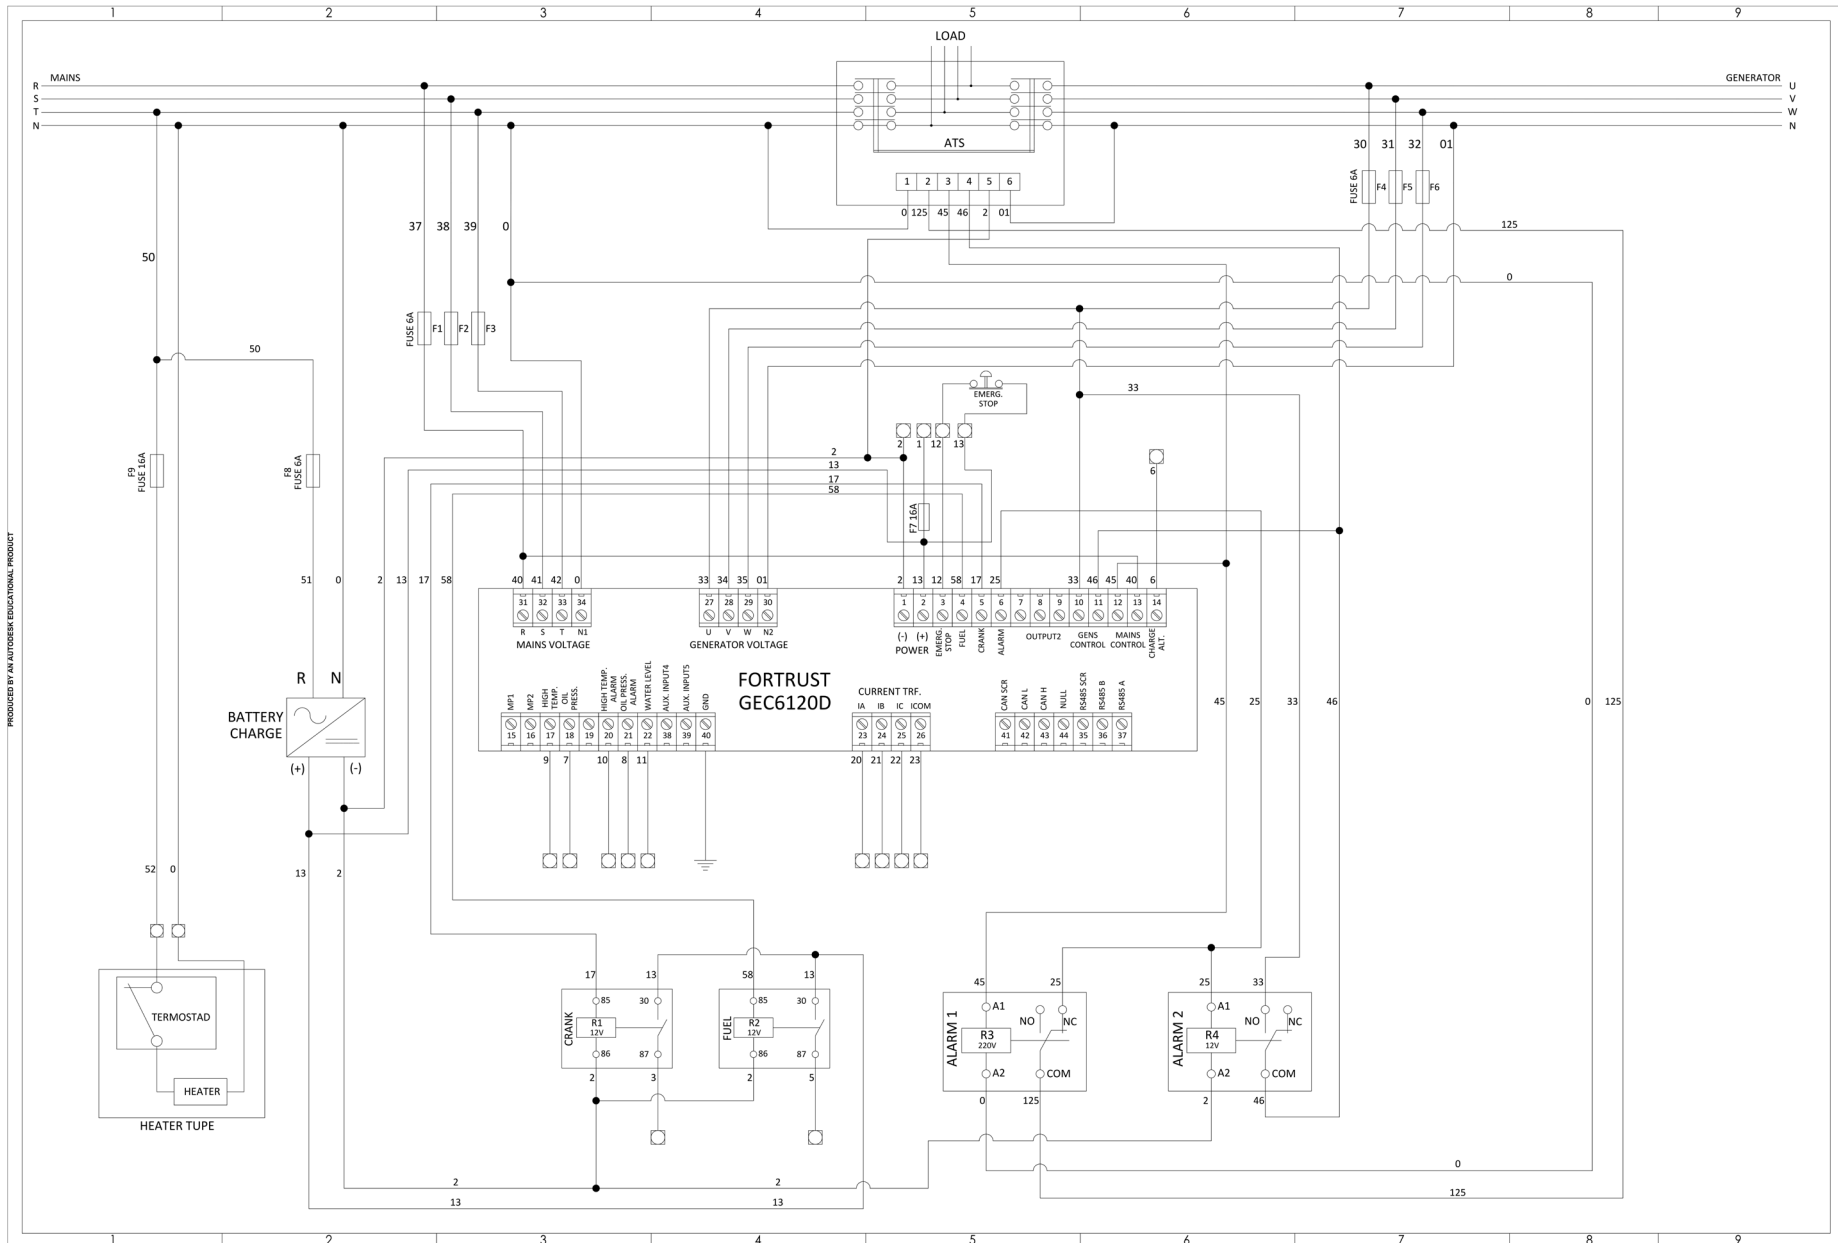 1 2 3 4 5 6 7 8 9
LOAD
MAINS
GENERATOR
R
S
T
N
U
V
W
N
ATS
1 2 3 4 5 6
0 125 45 46 2 01
30 31 32 01
FUSE 6A
F4 F5 F6
125
37 38 39 0
50
0
FUSE 6A
F1 F2 F3
50
EMERG.
STOP
33
2 1 12 13
6
2
13
17
58
F9
FUSE 16A
F8
FUSE 6A
F7 16A
51 0 2 13 17 58
40 41 42 0
33 34 35 01
2 13 12 58 17 25
33 46 45 40 6
31 32 33 34
27 28 29 30
1 2 3 4 5 6 7 8 9 10 11 12 13 14
R S T N1
U V W N2
(-) (+)
MAINS VOLTAGE
GENERATOR VOLTAGE
POWER
EMERG.
STOP
FUEL
CRANK
ALARM
OUTPUT2
GENS
CONTROL
MAINS
CONTROL
CHARGE
ALT.
FORTRUST
GEC6120D
MP1
MP2
HIGH
TEMP.
OIL
PRESS.
HIGH TEMP.
ALARM
OIL PRESS.
ALARM
WATER LEVEL
AUX. INPUT4
AUX. INPUT5
GND
CURRENT TRF.
IA IB IC ICOM
CAN SCR
CAN L
CAN H
NULL
RS485 SCR
RS485 B
RS485 A
15 16 17 18 19 20 21 22 38 39 40
23 24 25 26
41 42 43 44 35 36 37
9 7 10 8 11
20 21 22 23
R N
BATTERY
CHARGE
(+) (-)
45 25 33 46
0 125
52 0
13 2
TERMOSTAD
HEATER
HEATER TUPE
17 13
CRANK
85 30
R1
12V
86 87
2 3
58 13
FUEL
85 30
R2
12V
86 87
2 5
45 25
ALARM 1
A1
NO NC
R3
220V
A2 COM
0 125
25 33
ALARM 2
A1
NO NC
R4
12V
A2 COM
2 46
0
125
2 2
13 13
PRODUCED BY AN AUTODESK EDUCATIONAL PRODUCT
1 2 3 4 5 6 7 8 9